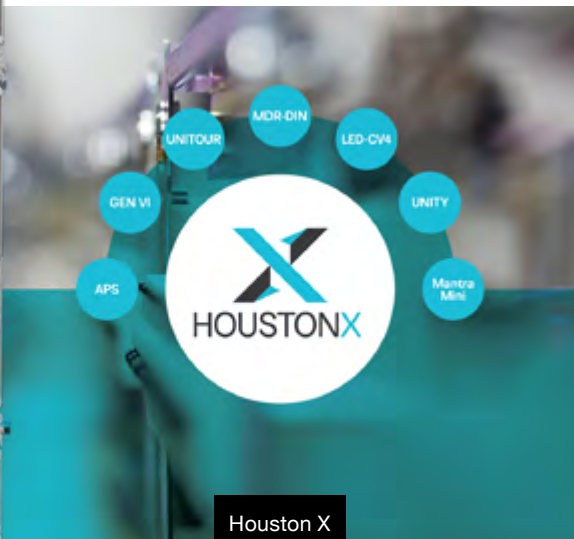 MDR-DIN
UNITOUR
LED-CV4
GEN VI
UNITY
APS
Mantra
Mini
HOUSTONX
Houston X